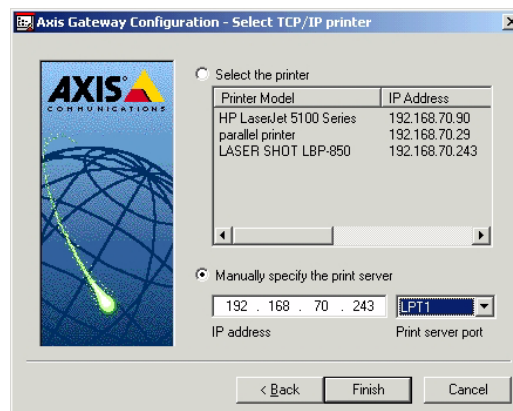 Axis Gateway Configuration - Select TCP/IP printer
AXIS
COMMUNICATIONS
Select the printer
Printer Model IP Address
HP LaserJet 5100 Series 192.168.70.90
parallel printer 192.168.70.29
LASER SHOT LBP-850 192.168.70.243
Manually specify the print server
192 . 168 . 70 . 243 LPT1
IP address Print server port
< Back Finish Cancel